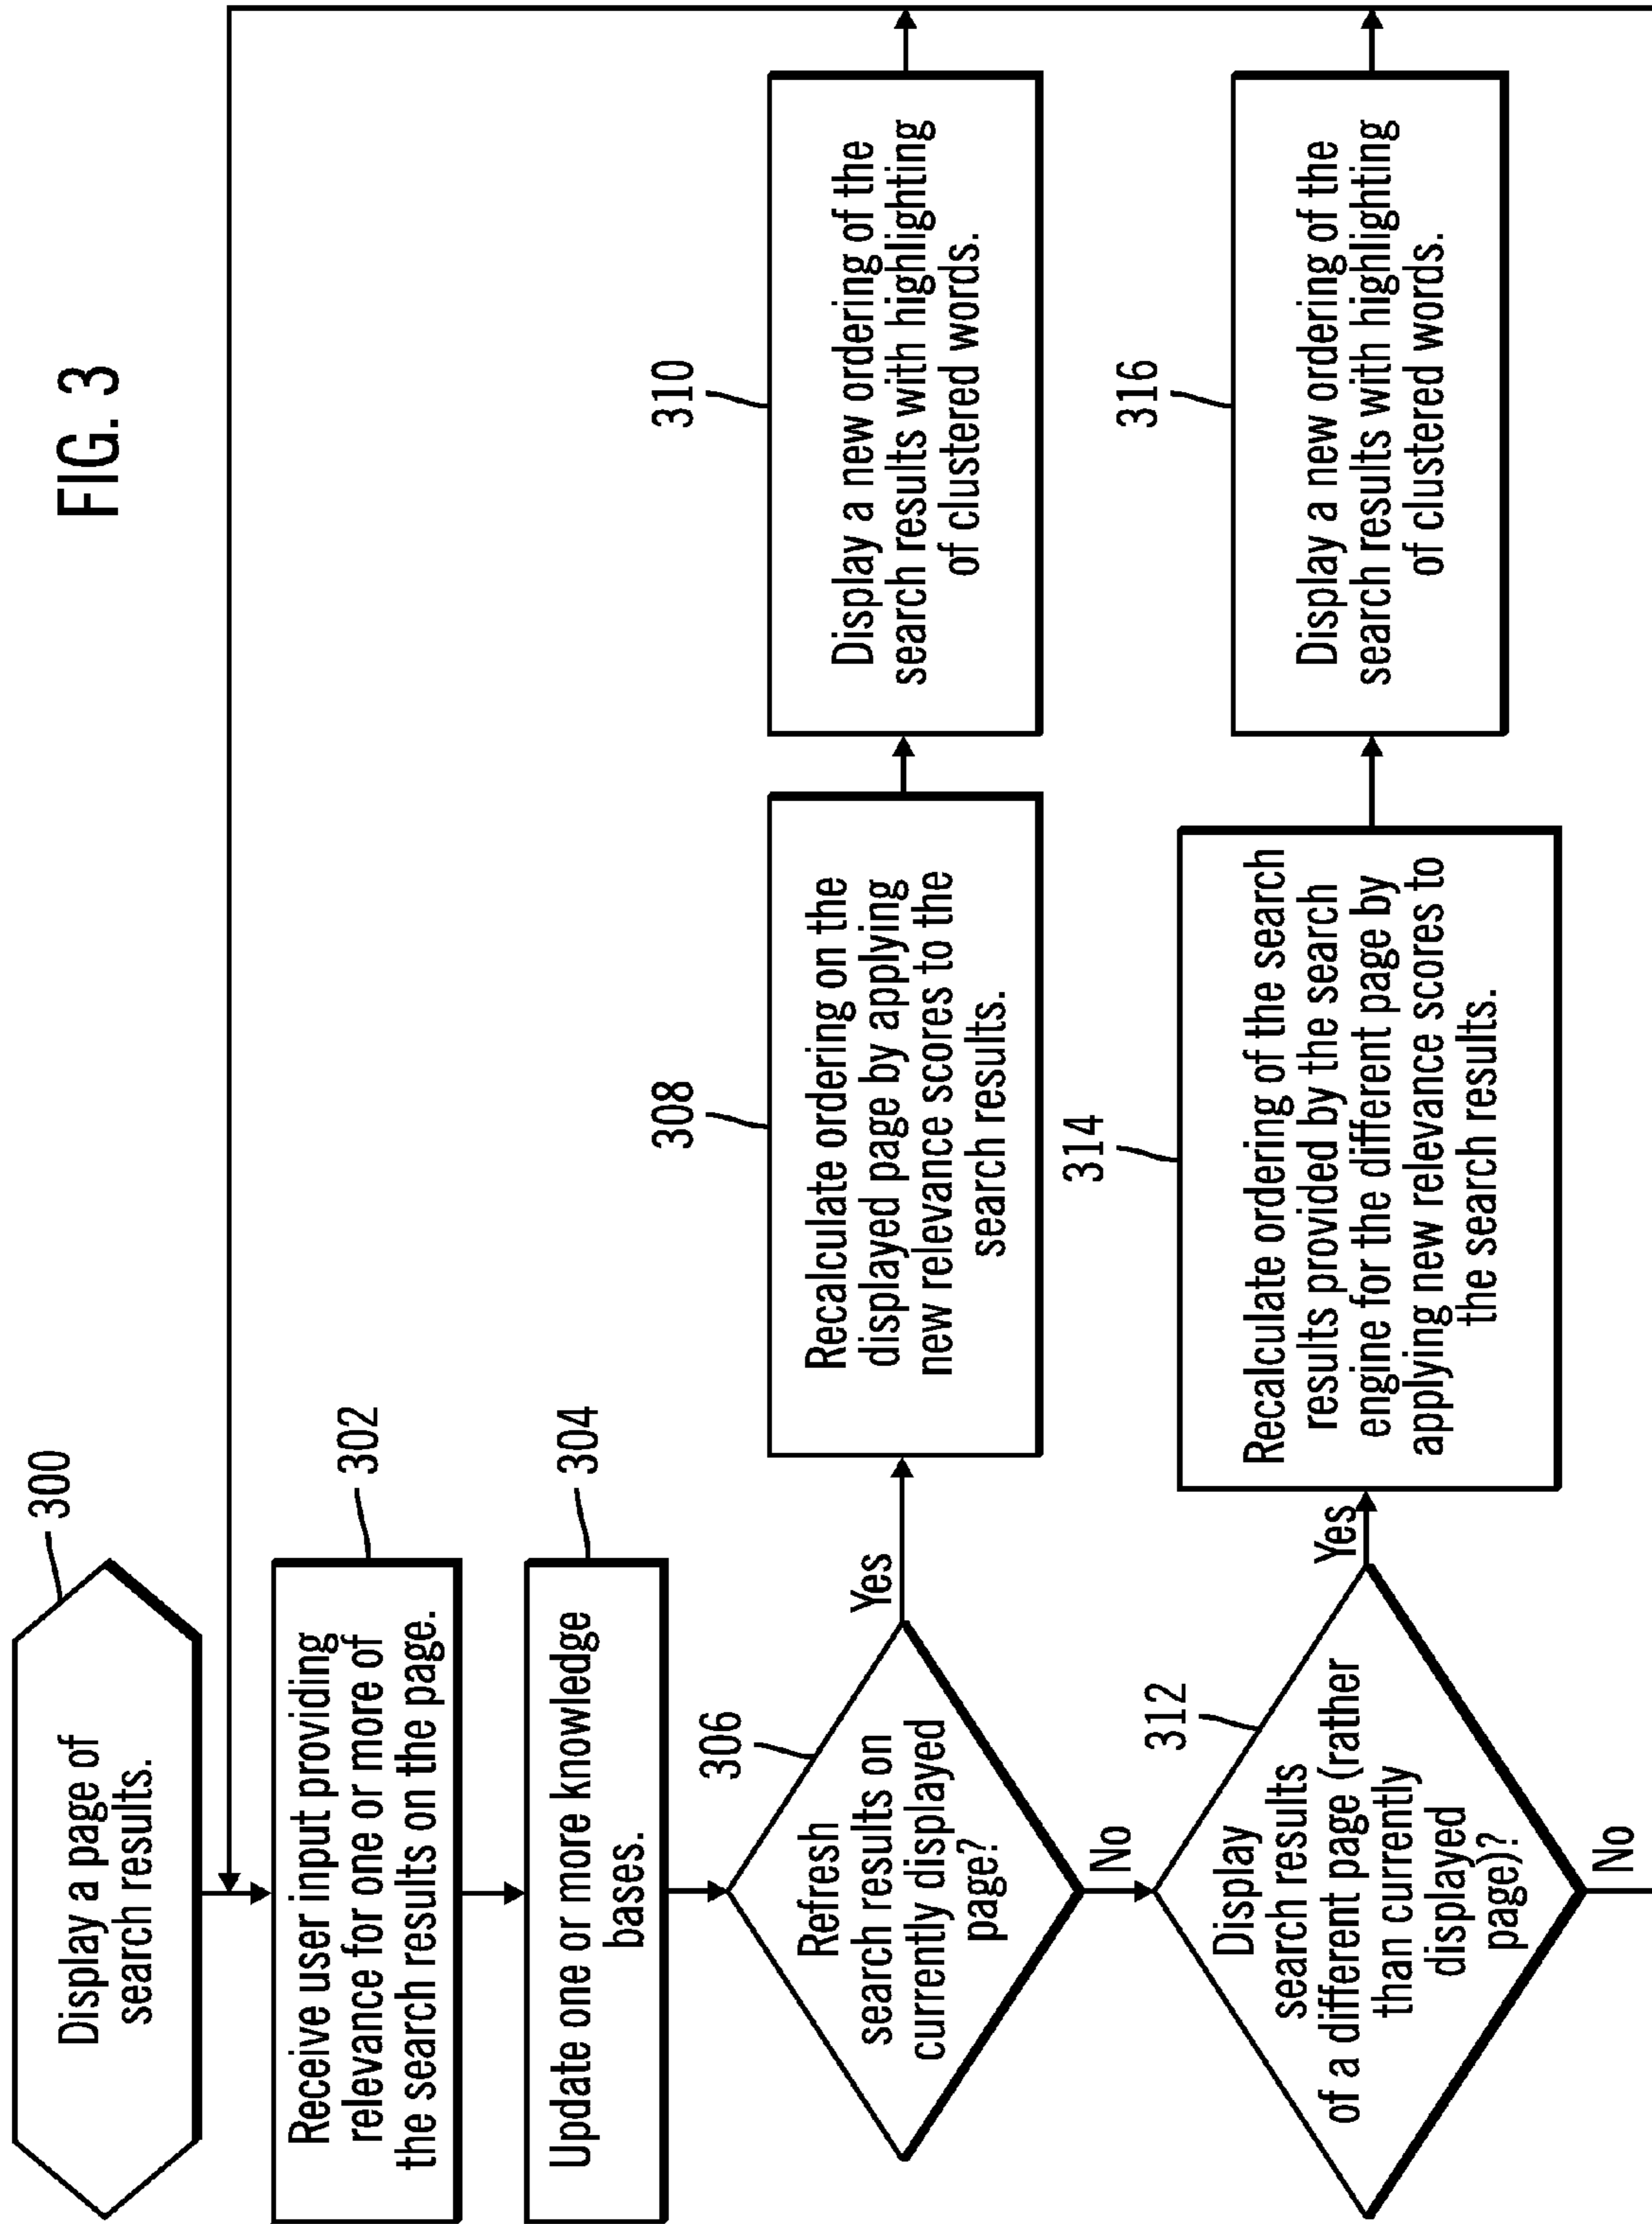 FIG. 3
300
Display a page of
search results.
302
Receive user input providing
relevance for one or more of
the search results on the page.
304
Update one or more knowledge
bases.
306
Refresh
search results on
currently displayed
page?
Yes
No
308
Recalculate ordering on the
displayed page by applying
new relevance scores to the
search results.
310
Display a new ordering of the
search results with highlighting
of clustered words.
312
Display
search results
of a different page (rather
than currently
displayed
page)?
Yes
No
314
Recalculate ordering of the search
results provided by the search
engine for the different page by
applying new relevance scores to
the search results.
316
Display a new ordering of the
search results with highlighting
of clustered words.